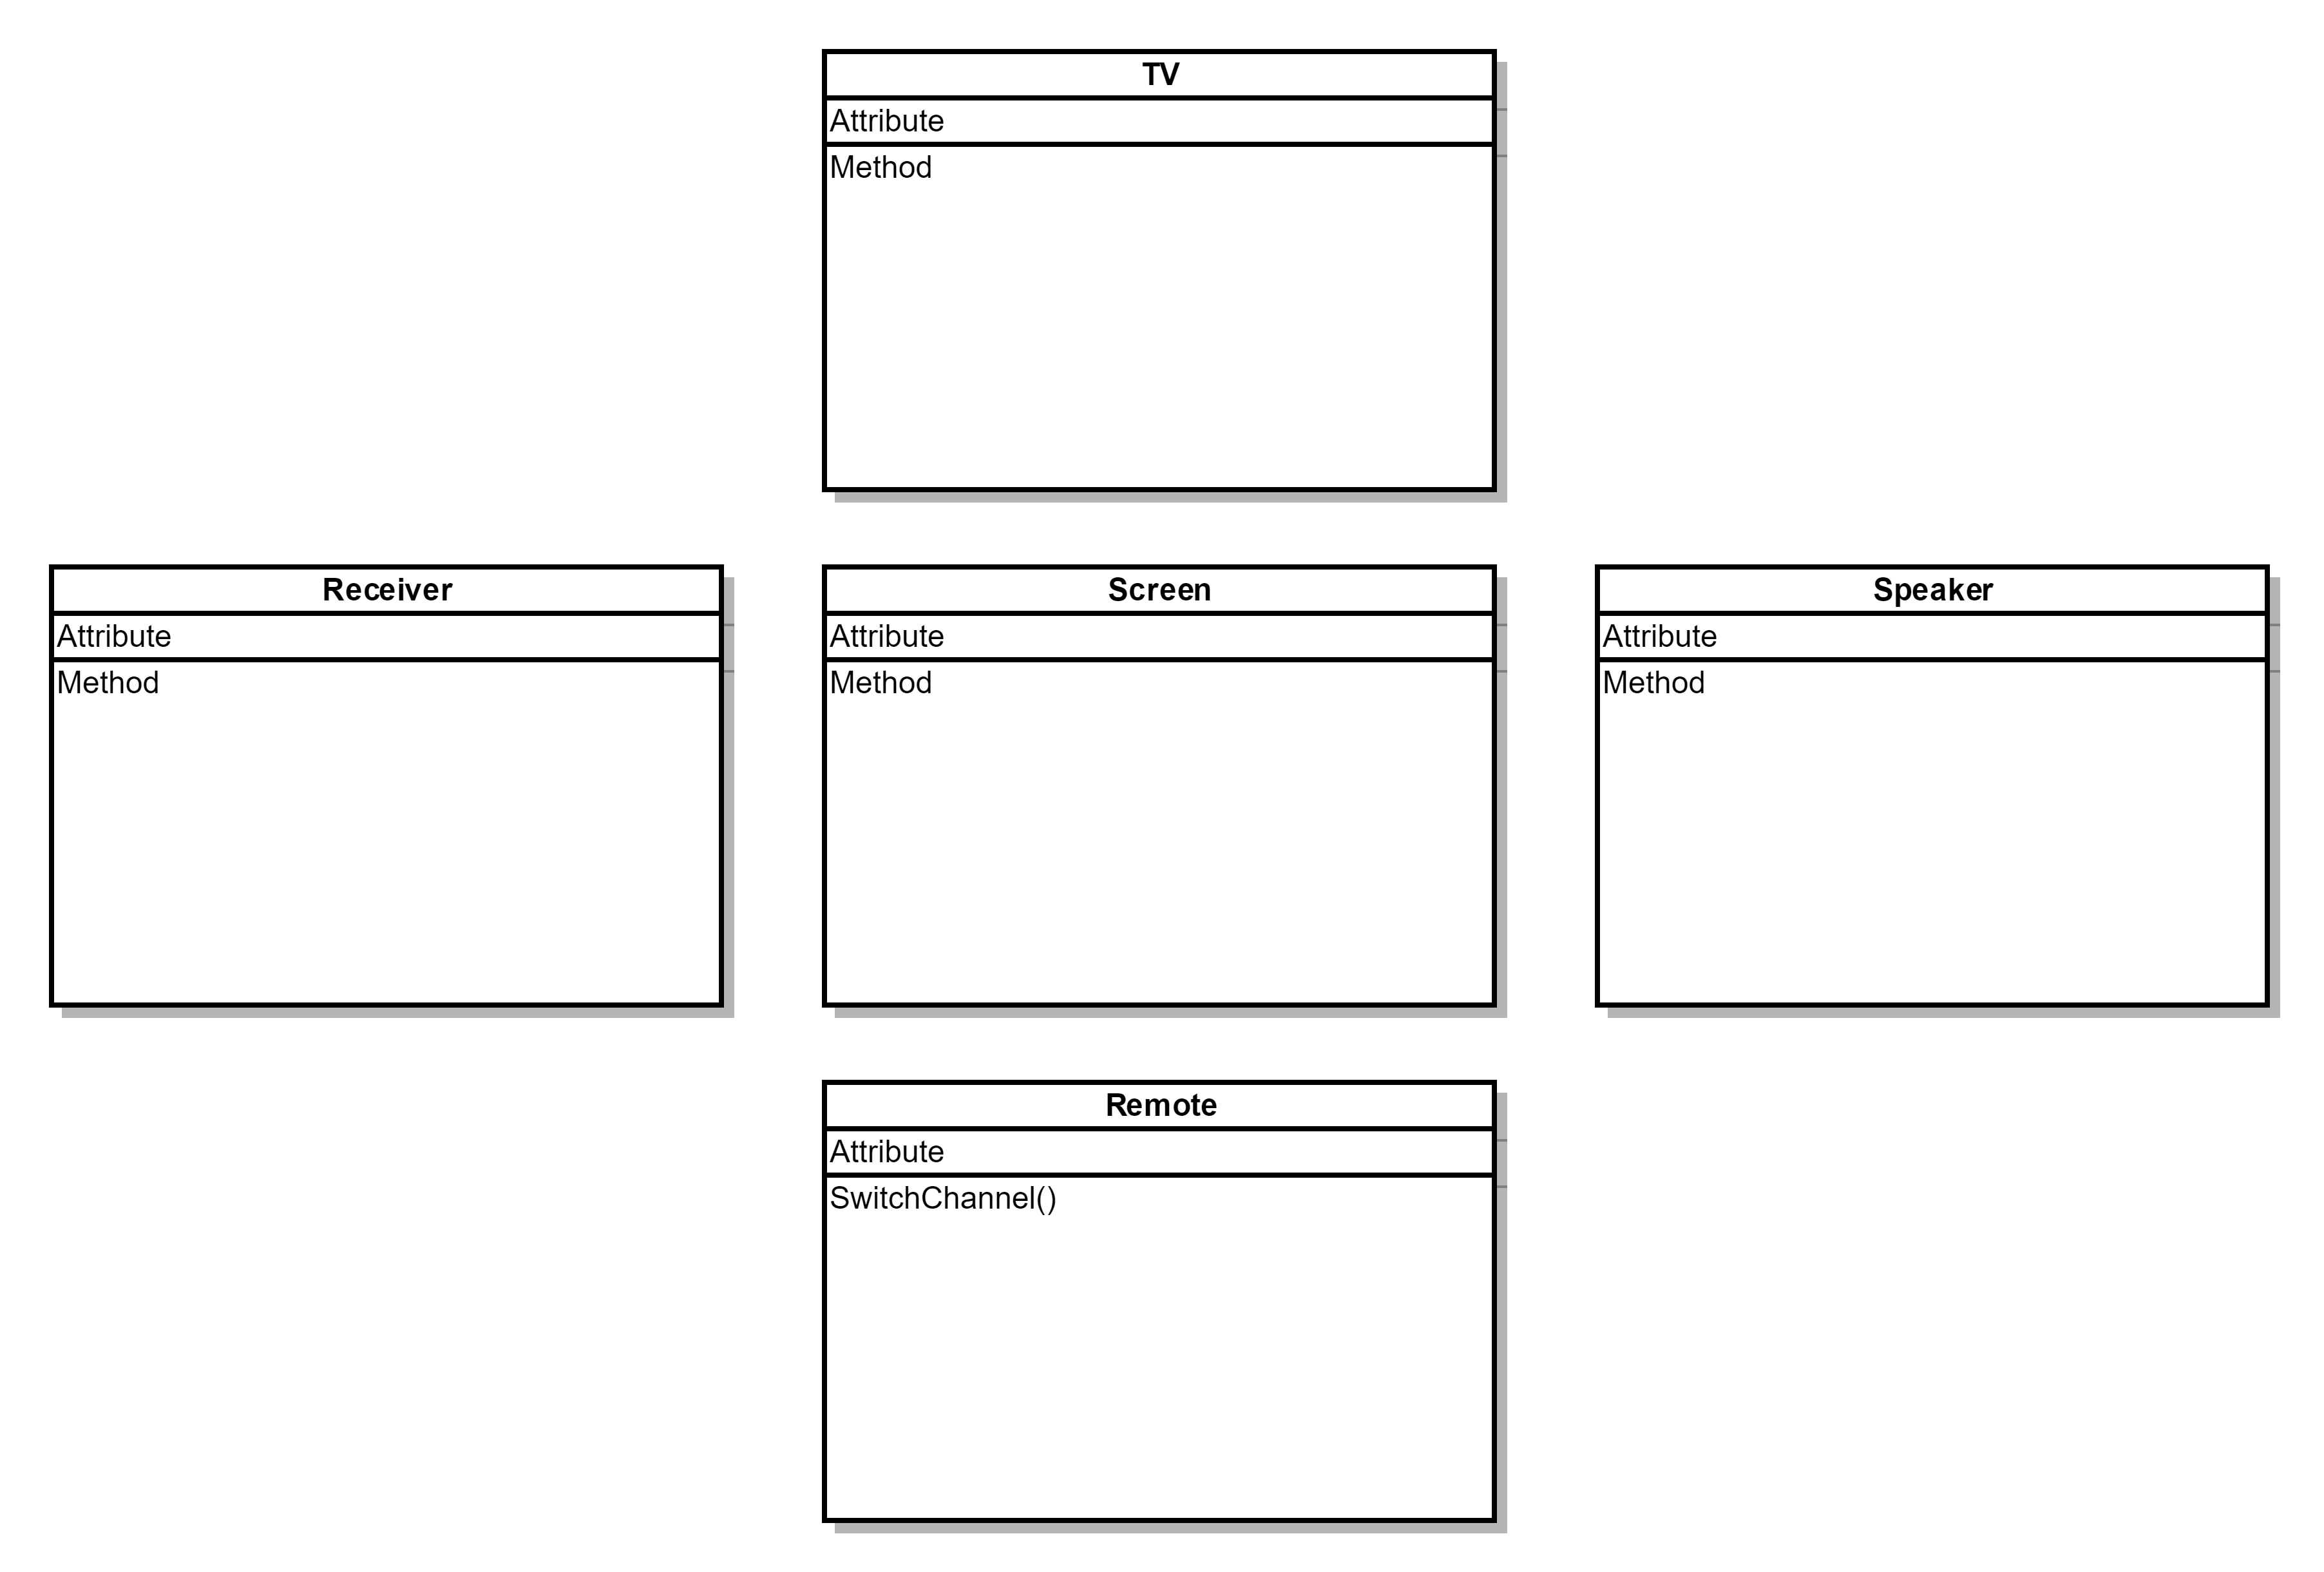 TV
Attribute
Method
Receiver
Attribute
Method
Screen
Attribute
Method
Speaker
Attribute
Method
Remote
Attribute
SwitchChannel()